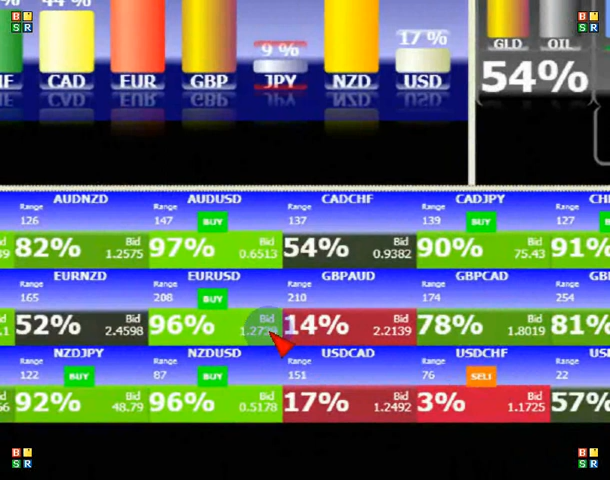 B M
S R
B M
S R
44 %
9 %
17 %
CAD EUR GBP JPY NZD USD
GLD OIL
54%
AUDNZD AUDUSD CADCHF CADJPY
Range 126 Range 147 BUY Range 137 Range 139 BUY Range 127 BUY
82% Bid 1.2575 97% Bid 0.6513 54% Bid 0.9382 90% Bid 75.43 91%
EURNZD EURUSD GBPAUD GBPCAD
Range 165 Range 208 BUY Range 210 Range 174 Range 254
52% Bid 2.4598 96% Bid 14% Bid 2.2139 78% Bid 1.8019 81%
NZDJPY NZDUSD USDCAD USDCHF
Range 122 BUY Range 87 BUY Range 151 Range 76 SELL Range 22
92% Bid 48.79 96% Bid 0.5178 17% Bid 1.2492 3% Bid 1.1725 57%
B M
S R
B M
S R